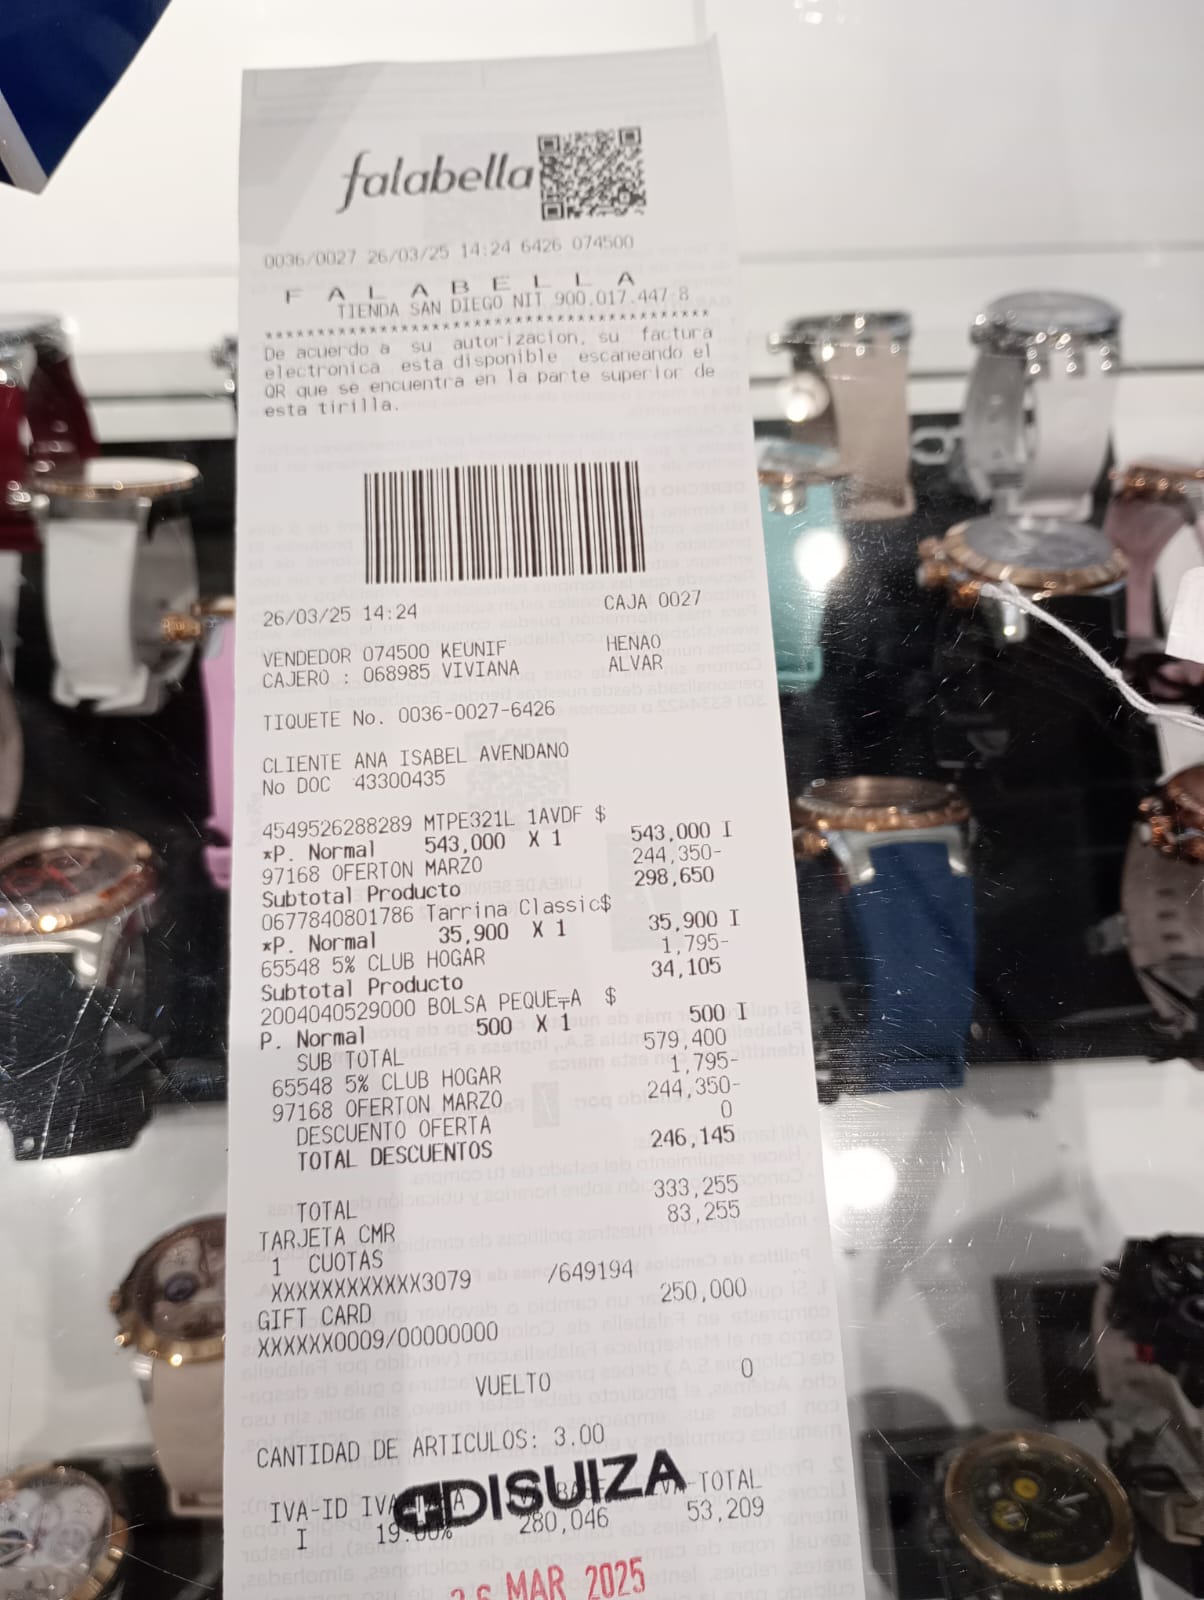 falabella
0036/0027 26/03/25 14:24 6426 074500
F A L A B E L L A
TIENDA SAN DIEGO NIT 900.017.447 8
******************************************
De acuerdo a su autorizacion, su factura
electronica esta disponible escaneando el
QR que se encuentra en la parte superior de
esta tirilla.
26/03/25 14:24 CAJA 0027
VENDEDOR 074500 KEUNIF HENAO
CAJERO : 068985 VIVIANA ALVAR
TIQUETE No. 0036-0027-6426
CLIENTE ANA ISABEL AVENDANO
No DOC 43300435
4549526288289 MTPE321L 1AVDF $
*P. Normal 543,000 X 1 543,000 I
97168 OFERTON MARZO 244,350-
Subtotal Producto 298,650
0677840801786 Tarrina Classic$
*P. Normal 35,900 X 1 35,900 I
65548 5% CLUB HOGAR 1,795-
Subtotal Producto 34,105
2004040529000 BOLSA PEQUE¬A $
P. Normal 500 X 1 500 I
SUB TOTAL 579,400
65548 5% CLUB HOGAR 1,795-
97168 OFERTON MARZO 244,350-
DESCUENTO OFERTA 0
TOTAL DESCUENTOS 246,145
TOTAL 333,255
TARJETA CMR 83,255
1 CUOTAS
XXXXXXXXXXXX3079 /649194
GIFT CARD 250,000
XXXXXX0009/00000000
VUELTO 0
CANTIDAD DE ARTICULOS: 3,00
DISUIZA
IVA-ID IVA-TOTAL
I 19 00% 280,046 53,209
26 MAR 2025